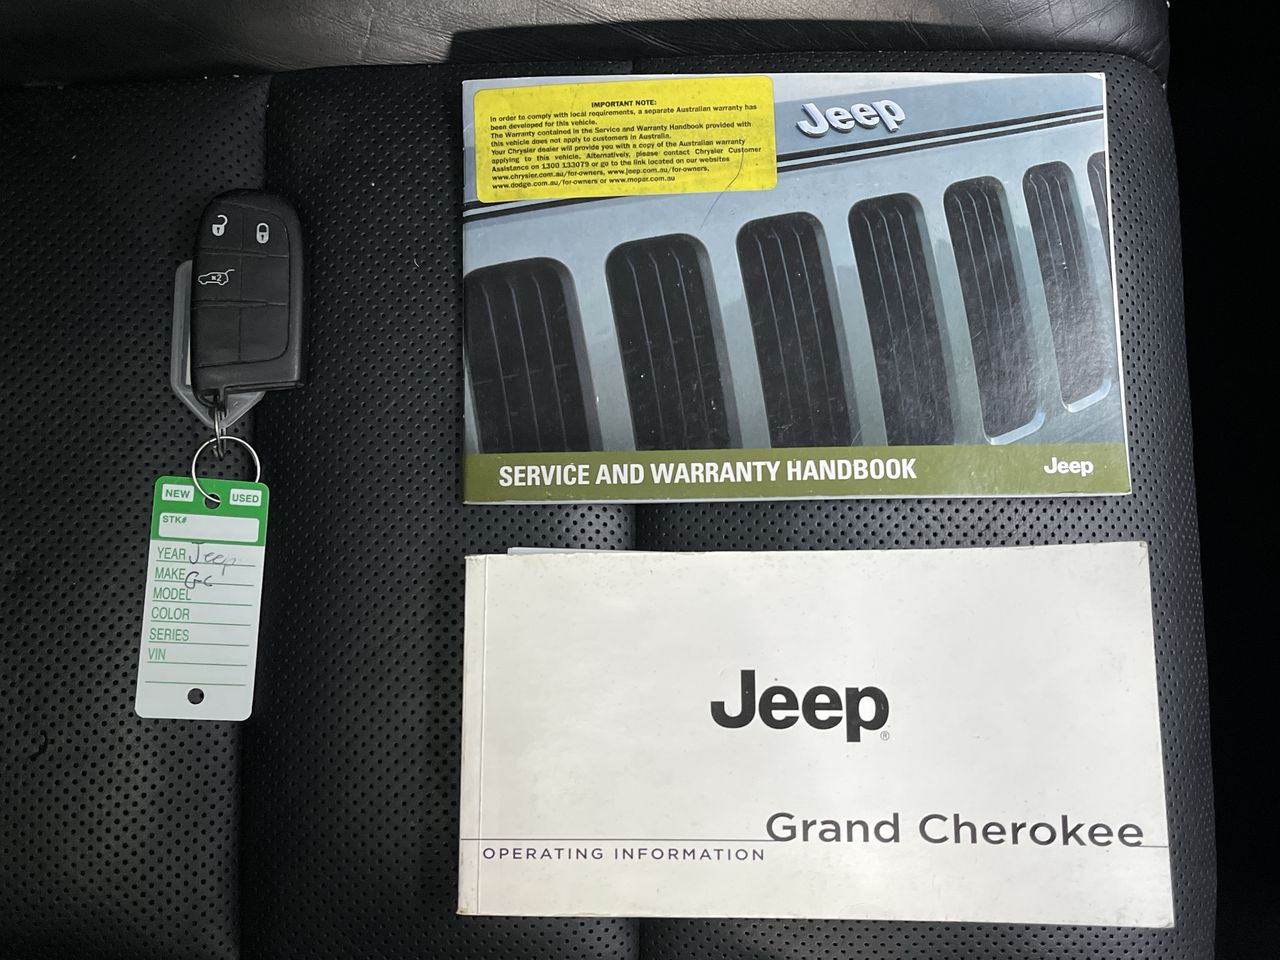 IMPORTANT NOTE:
In order to comply with local requirements, a separate Australian warranty has
been developed for this vehicle.
The Warranty contained in the Service and Warranty Handbook provided with
this vehicle does not apply to customers in Australia.
Your Chrysler dealer will provide you with a copy of the Australian warranty
applying to this vehicle. Alternatively, please contact Chrysler Customer
Assistance on 1300 133079 or go to the link located on our websites
www.chrysler.com.au/for-owners, www.jeep.com.au/for-owners,
www.dodge.com.au/for-owners or www.mopar.com.au
Jeep
SERVICE AND WARRANTY HANDBOOK
Jeep
x2
NEW USED
STK#
YEAR Jeep
MAKE G-C
MODEL
COLOR
SERIES
VIN
Jeep®
Grand Cherokee
OPERATING INFORMATION